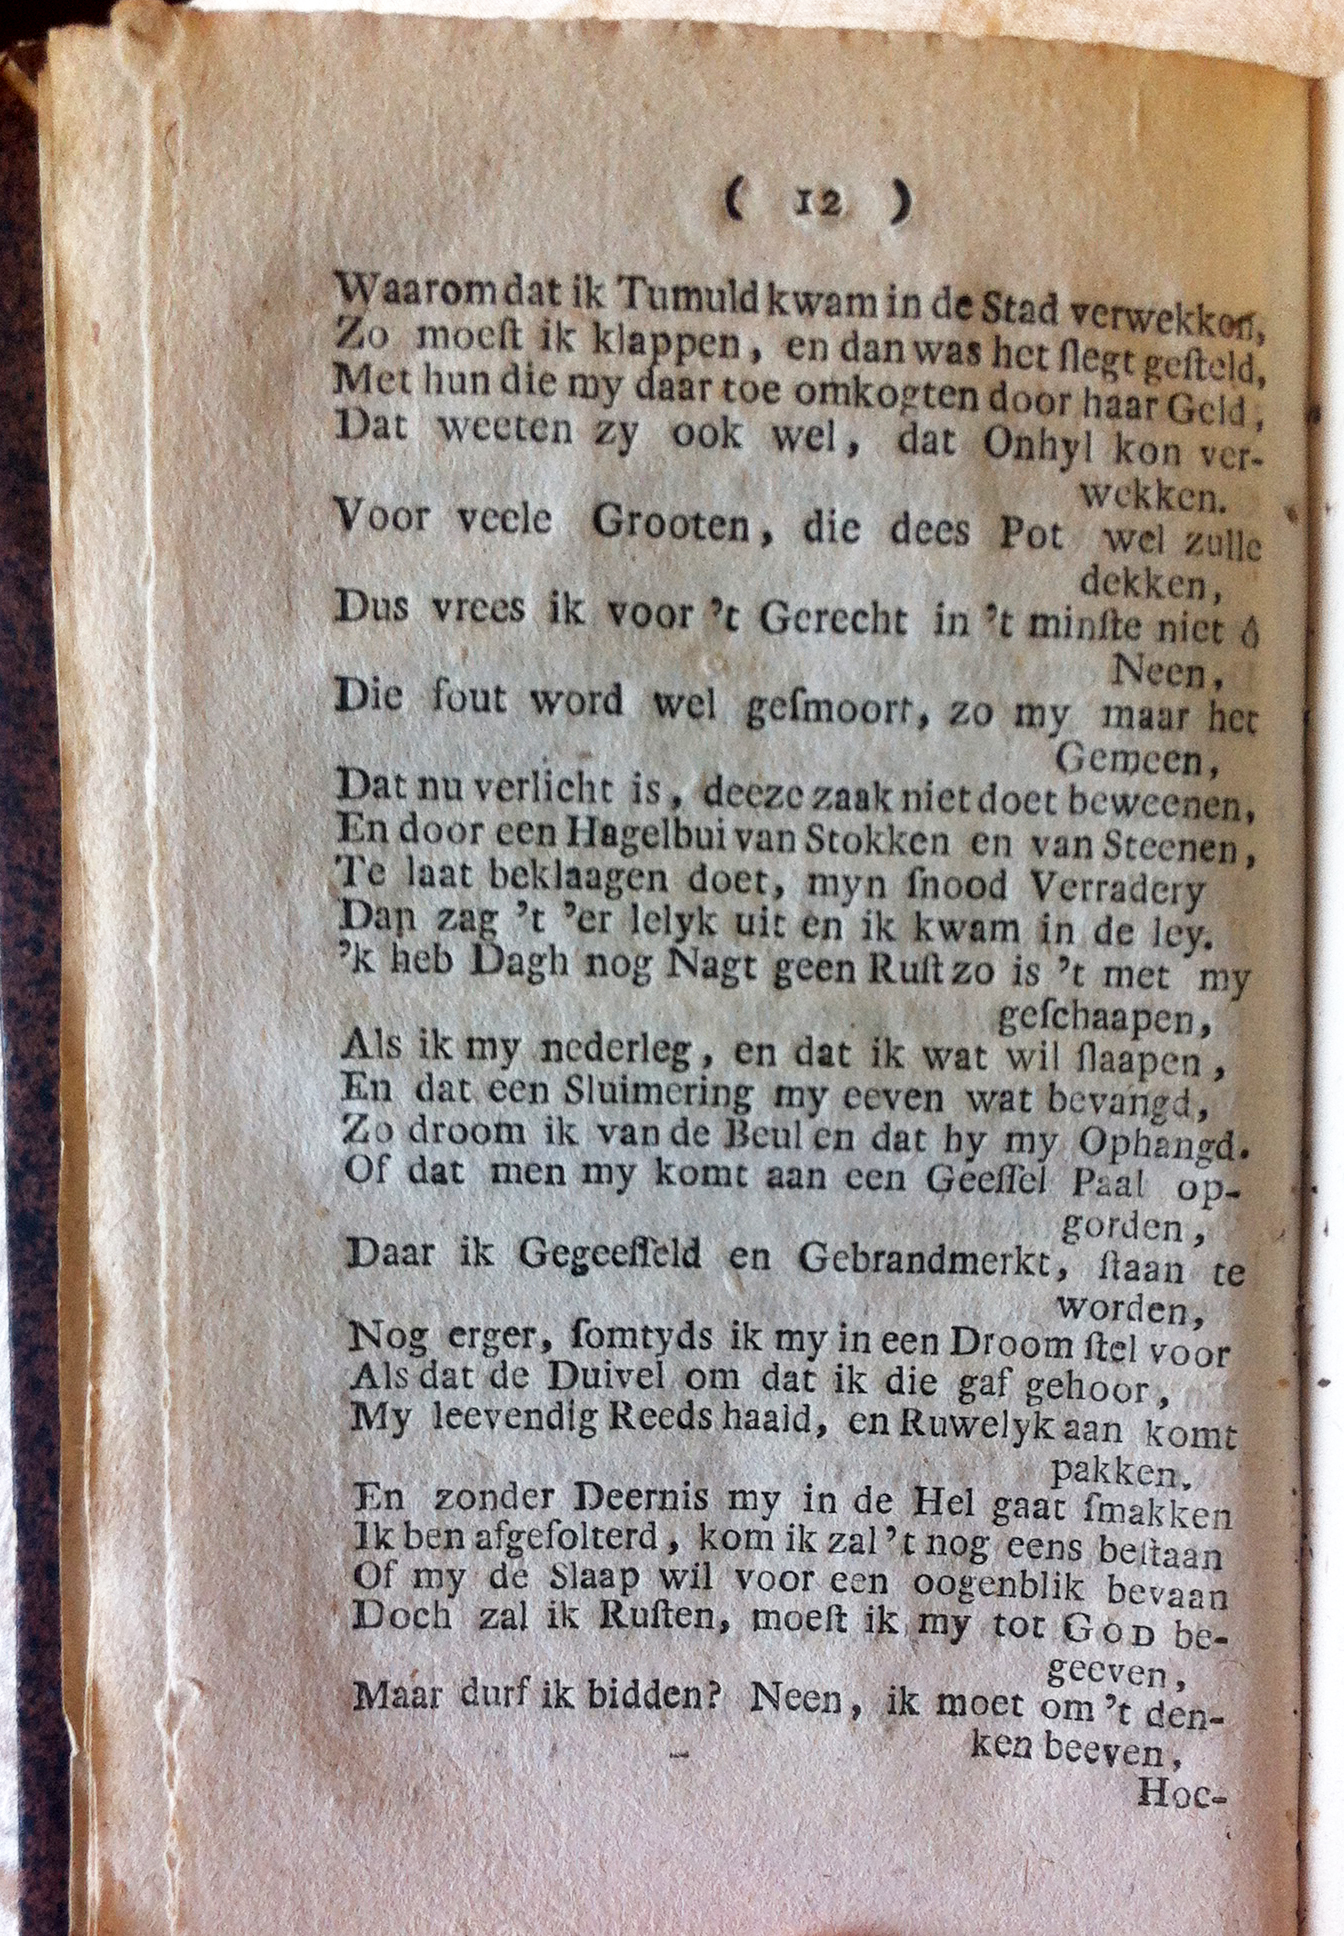 ( 12 )
Waarom dat ik Tumuld kwam in de Stad verwekken,
Zo moeſt ik klappen, en dan was het ſlegt geſteld,
Met hun die my daar toe omkogten door haar Geld,
Dat weeten zy ook wel, dat Onhyl kon ver-
wekken.
Voor veele Grooten, die dees Pot wel zulle
dekken,
Dus vrees ik voor 't Gerecht in 't minſte niet ô
Neen,
Die fout word wel geſmoort, zo my maar het
Gemeen,
Dat nu verlicht is, deeze zaak niet doet beweenen,
En door een Hagelbui van Stokken en van Steenen,
Te laat beklaagen doet, myn ſnood Verradery
Dan zag 't 'er lelyk uit en ik kwam in de ley.
'k heb Dagh nog Nagt geen Ruſt zo is 't met my
geſchaapen,
Als ik my nederleg, en dat ik wat wil ſlaapen,
En dat een Sluimering my eeven wat bevangd,
Zo droom ik van de Beul en dat hy my Ophangd.
Of dat men my komt aan een Geeſſel Paal op-
gorden,
Daar ik Gegeeſſeld en Gebrandmerkt, ſtaan te
worden,
Nog erger, ſomtyds ik my in een Droom ſtel voor
Als dat de Duivel om dat ik die gaf gehoor,
My leevendig Reeds haald, en Ruwelyk aan komt
pakken.
En zonder Deernis my in de Hel gaat ſmakken
Ik ben afgefolterd, kom ik zal 't nog eens beſtaan
Of my de Slaap wil voor een oogenblik bevaan
Doch zal ik Ruſten, moeſt ik my tot GOD be-
geeven,
Maar durf ik bidden? Neen, ik moet om 't den-
ken beeven,
Hoe-